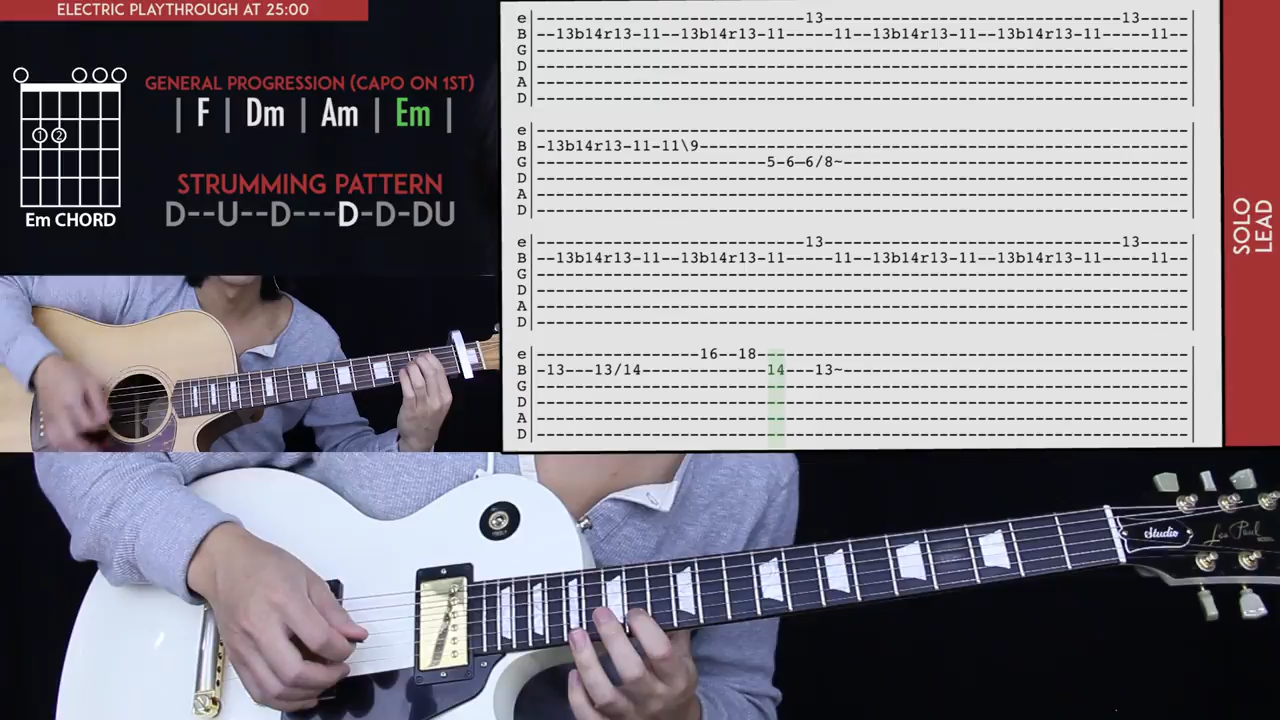 ELECTRIC PLAYTHROUGH AT 25:00
GENERAL PROGRESSION (CAPO ON 1ST)
| F | Dm | Am | Em |
1 2
Em CHORD
STRUMMING PATTERN
D--U--D---D-D-DU
e|-----------------------------13--------------------------------13-----|
B|--13b14r13-11--13b14r13-11-----11--13b14r13-11--13b14r13-11-----11--|
G|--------------------------------------------------------------------|
D|--------------------------------------------------------------------|
A|--------------------------------------------------------------------|
D|--------------------------------------------------------------------|
e|--------------------------------------------------------------------|
B|-13b14r13-11-11\9---------------------------------------------------|
G|------------------------5-6-6/8~------------------------------------|
D|--------------------------------------------------------------------|
A|--------------------------------------------------------------------|
D|--------------------------------------------------------------------|
e|-----------------------------13--------------------------------13-----|
B|--13b14r13-11--13b14r13-11-----11--13b14r13-11--13b14r13-11-----11--|
G|--------------------------------------------------------------------|
D|--------------------------------------------------------------------|
A|--------------------------------------------------------------------|
D|--------------------------------------------------------------------|
e|-----------------16--18---------------------------------------------|
B|-13---13/14-------------14---13~------------------------------------|
G|--------------------------------------------------------------------|
D|--------------------------------------------------------------------|
A|--------------------------------------------------------------------|
D|--------------------------------------------------------------------|
SOLO
LEAD
Studio
Les Paul